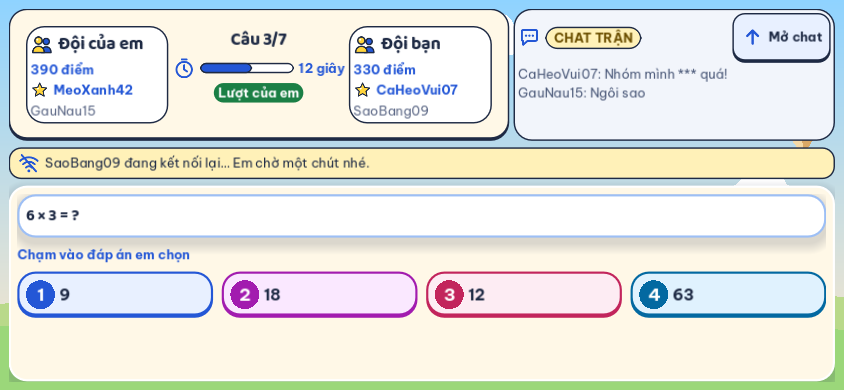 Đội của em
390 điểm
MeoXanh42
GauNau15
Câu 3/7
12 giây
Lượt của em
Đội bạn
330 điểm
CaHeoVui07
SaoBang09
CHAT TRẬN
Mở chat
CaHeoVui07: Nhóm mình *** quá!
GauNau15: Ngôi sao
SaoBang09 đang kết nối lại... Em chờ một chút nhé.
6 × 3 = ?
Chạm vào đáp án em chọn
1 9
2 18
3 12
4 63